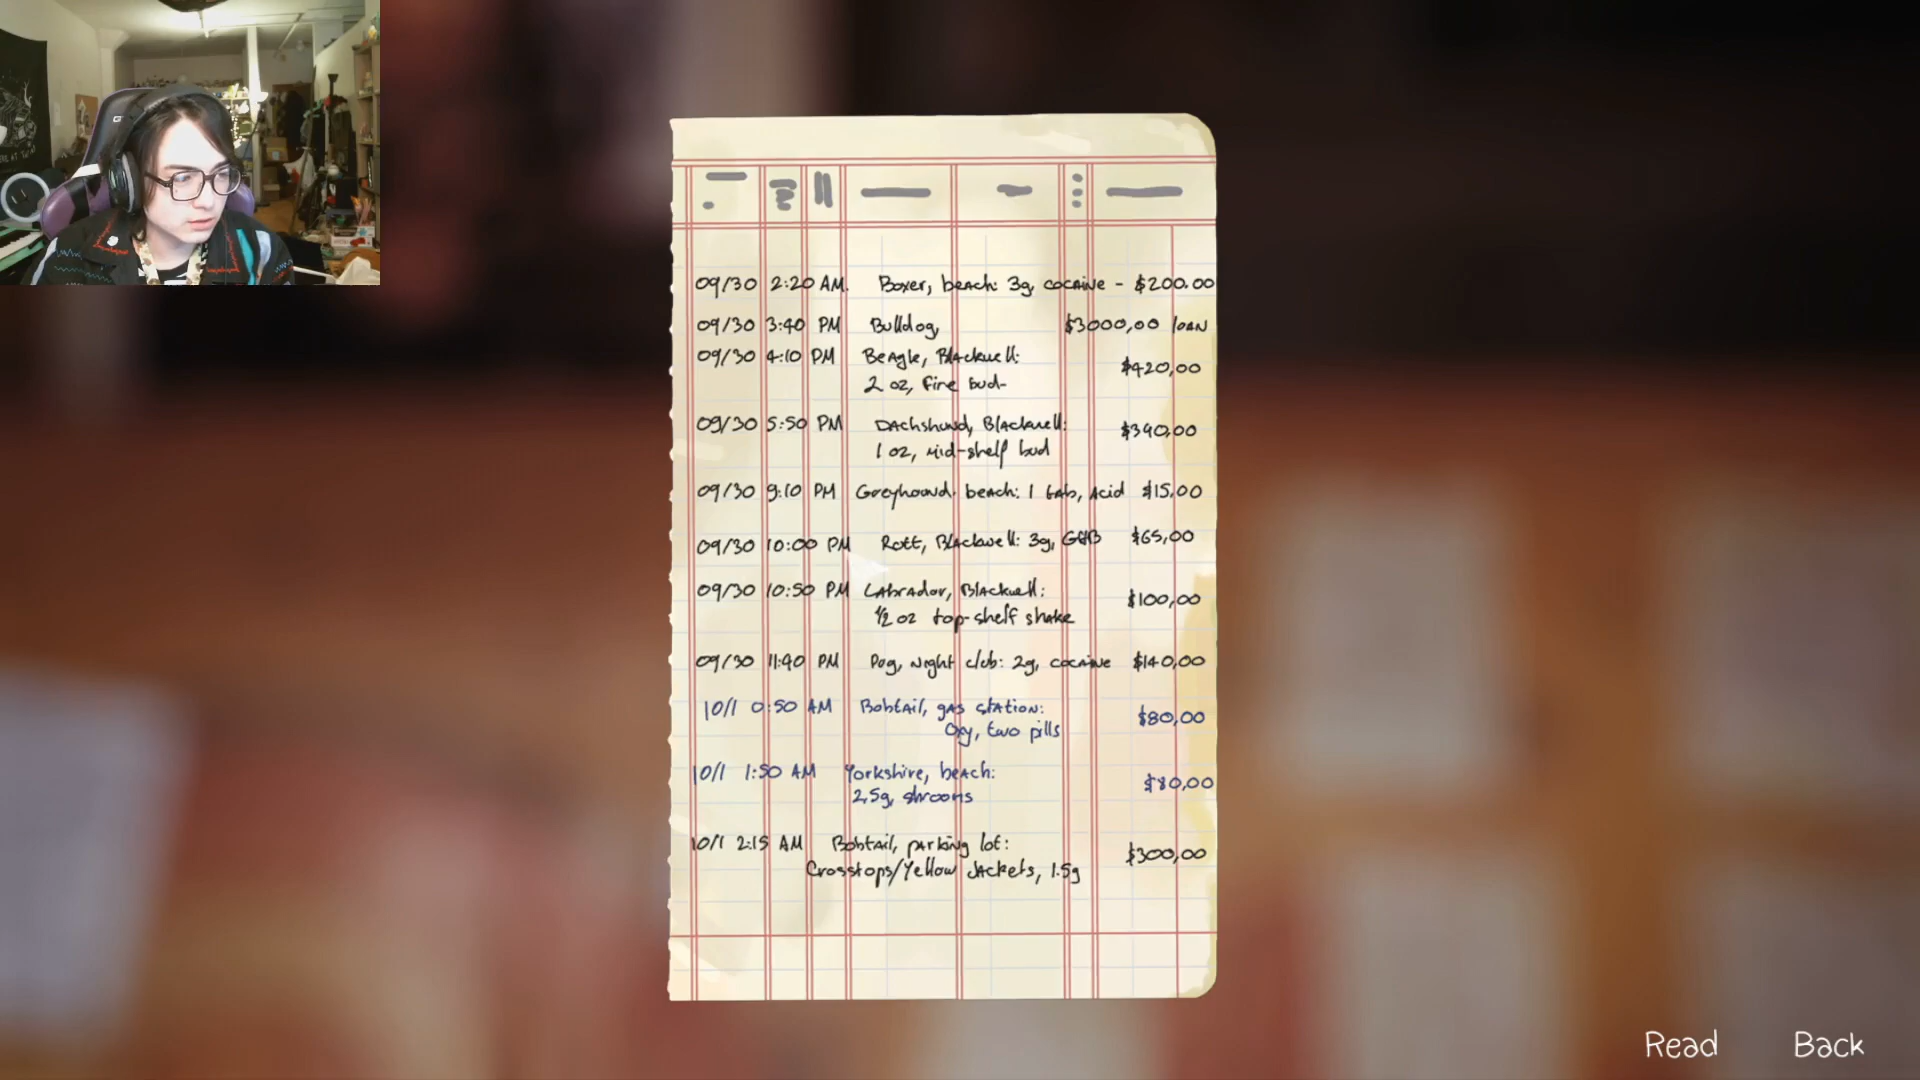 09/30 2:20 AM. Boxer, beach: 3g, cocaine - $200.00
09/30 3:40 PM Bulldog, $3000,00 loan
09/30 4:10 PM Beagle, Blackwell:
2 oz, fine bud- $420,00
09/30 5:50 PM Dachshund, Blackwell: $390,00
1 oz, mid-shelf bud
09/30 9:10 PM Greyhound, beach: 1 tab, acid $15,00
09/30 10:00 PM Rott, Blackwell: 3g, GHB $65,00
09/30 10:50 PM Labrador, Blackwell: $100,00
1/2 oz top-shelf shake
09/30 11:40 PM Pog, night club: 2g, cocaine $140,00
10/1 0:50 AM Bobtail, gas station: $80,00
Oxy, two pills
10/1 1:50 AM Yorkshire, beach: $80,00
2,5g, shrooms
10/1 2:15 AM Bobtail, parking lot: $300,00
Crosstops/Yellow Jackets, 1.5g
Read Back